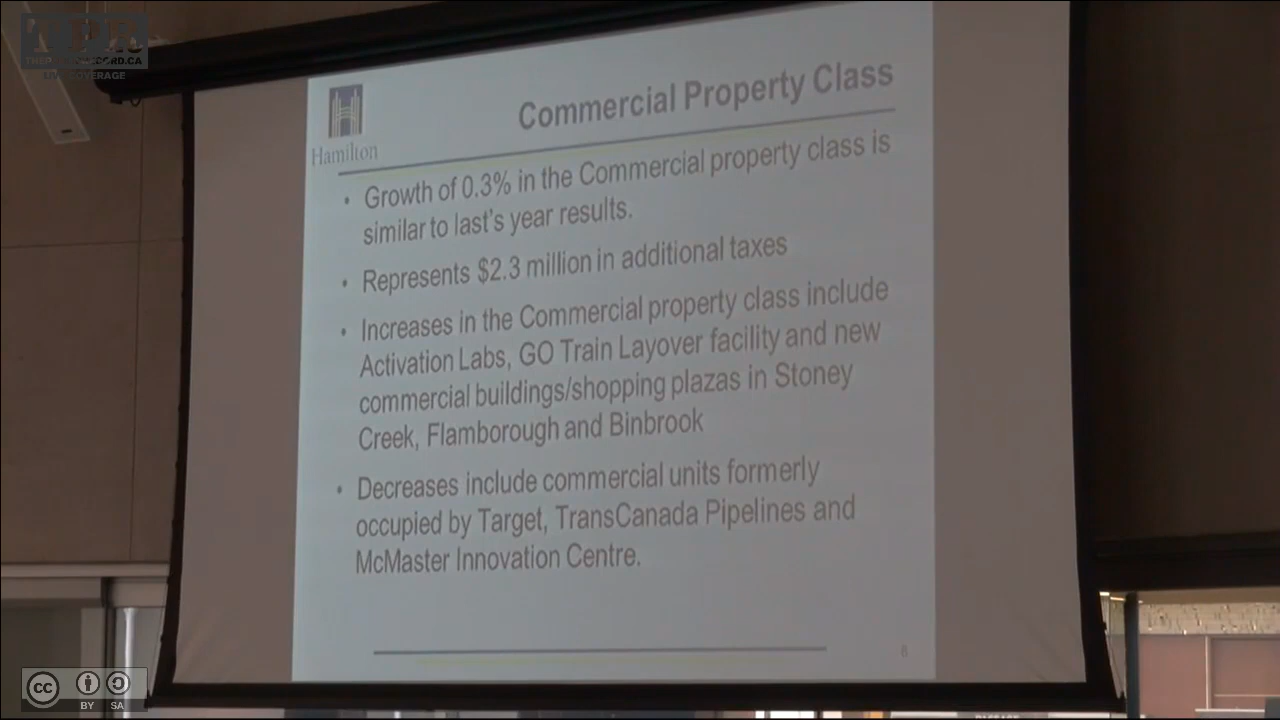 TPR
LIVE COVERAGE
Hamilton
Commercial Property Class
• Growth of 0.3% in the Commercial property class is
similar to last's year results.
• Represents $2.3 million in additional taxes
• Increases in the Commercial property class include
Activation Labs, GO Train Layover facility and new
commercial buildings/shopping plazas in Stoney
Creek, Flamborough and Binbrook
• Decreases include commercial units formerly
occupied by Target, TransCanada Pipelines and
McMaster Innovation Centre.
8
cc
BY SA